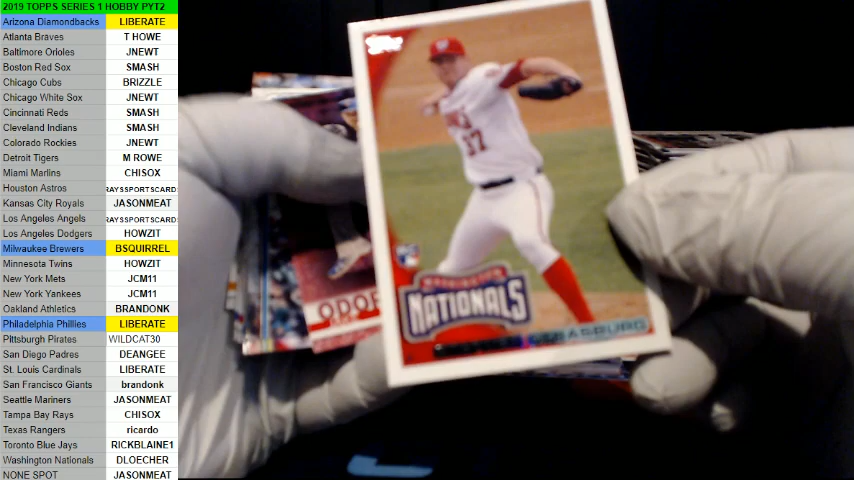 2019 TOPPS SERIES 1 HOBBY PYT2
Arizona Diamondbacks LIBERATE
Atlanta Braves T HOWE
Baltimore Orioles JNEWT
Boston Red Sox SMASH
Chicago Cubs BRIZZLE
Chicago White Sox JNEWT
Cincinnati Reds SMASH
Cleveland Indians SMASH
Colorado Rockies JNEWT
Detroit Tigers M ROWE
Miami Marlins CHISOX
Houston Astros RAYSSPORTSCARD
Kansas City Royals JASONMEAT
Los Angeles Angels RAYSSPORTSCARD
Los Angeles Dodgers HOWZIT
Milwaukee Brewers BSQUIRREL
Minnesota Twins HOWZIT
New York Mets JCM11
New York Yankees JCM11
Oakland Athletics BRANDONK
Philadelphia Phillies LIBERATE
Pittsburgh Pirates WILDCAT30
San Diego Padres DEANGEE
St. Louis Cardinals LIBERATE
San Francisco Giants brandonk
Seattle Mariners JASONMEAT
Tampa Bay Rays CHISOX
Texas Rangers ricardo
Toronto Blue Jays RICKBLAINE1
Washington Nationals DLOECHER
NONE SPOT JASONMEAT
Topps
37
WASHINGTON
NATIONALS
STRASBURG
ODOR